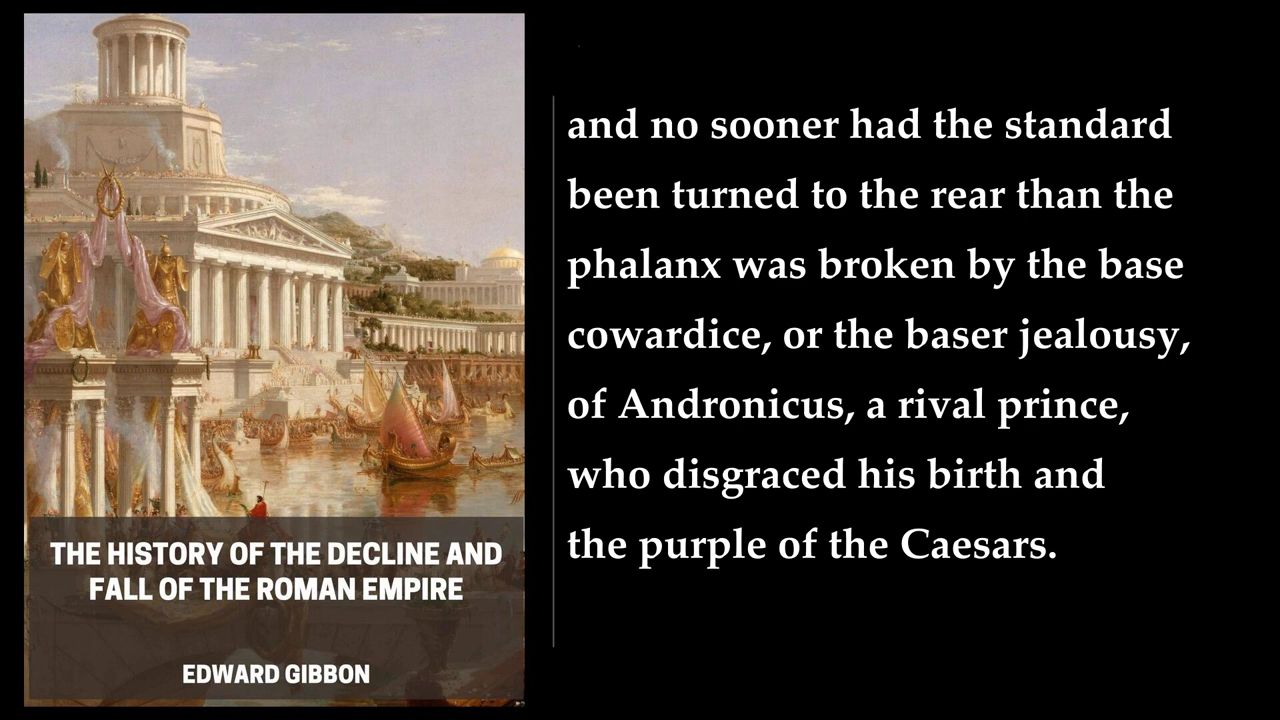 THE HISTORY OF THE DECLINE AND
FALL OF THE ROMAN EMPIRE
EDWARD GIBBON
and no sooner had the standard
been turned to the rear than the
phalanx was broken by the base
cowardice, or the baser jealousy,
of Andronicus, a rival prince,
who disgraced his birth and
the purple of the Caesars.